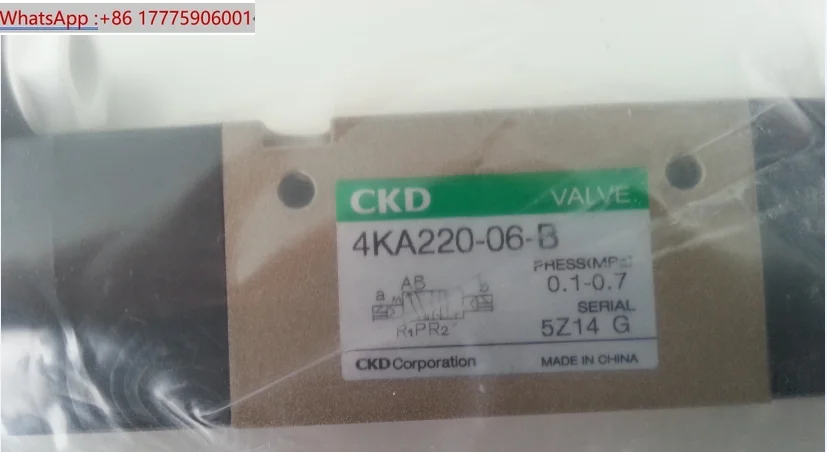 WhatsApp :+86 17775906001
CKD VALVE
4KA220-06-B
PRESS(MPa)
0.1-0.7
a AB b
R1PR2
SERIAL
5Z14 G
CKD Corporation MADE IN CHINA